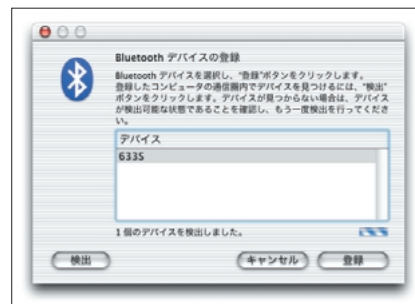 Bluetooth デバイスの登録
Bluetooth デバイスを選択し、"登録"ボタンをクリックします。
登録したコンピュータの通信圏内でデバイスを見つけるには、"検出"
ボタンをクリックします。デバイスが見つからない場合は、デバイス
が検出可能な状態であることを確認し、もう一度検出を行ってくださ
い。
デバイス
633S
1 個のデバイスを検出しました。
検出
キャンセル
登録